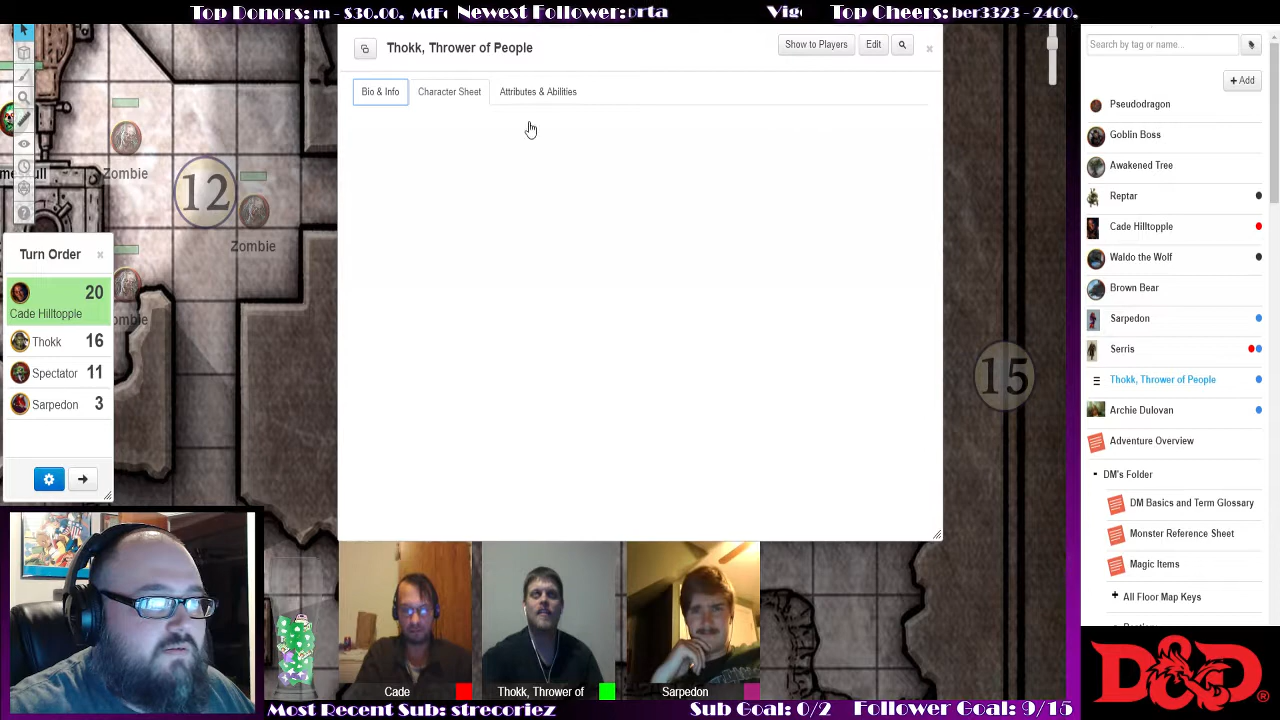 Top Donors: m - $30.00, MtFo
Newest Follower: orta
Vig
Top Cheers: ber3323 - 2400,
Thokk, Thrower of People
Show to Players
Edit
Bio & Info
Character Sheet
Attributes & Abilities
Search by tag or name...
+ Add
Pseudodragon
Goblin Boss
Awakened Tree
Reptar
Cade Hilltopple
Waldo the Wolf
Brown Bear
Sarpedon
Serris
Thokk, Thrower of People
Archie Dulovan
Adventure Overview
DM's Folder
DM Basics and Term Glossary
Monster Reference Sheet
Magic Items
All Floor Map Keys
Zombie
12
Zombie
ombie
15
Turn Order
20
Cade Hilltopple
Thokk 16
Spectator 11
Sarpedon 3
Cade
Thokk, Thrower of
Sarpedon
D&D
Most Recent Sub: strecoriez
Sub Goal: 0/2
Follower Goal: 9/15